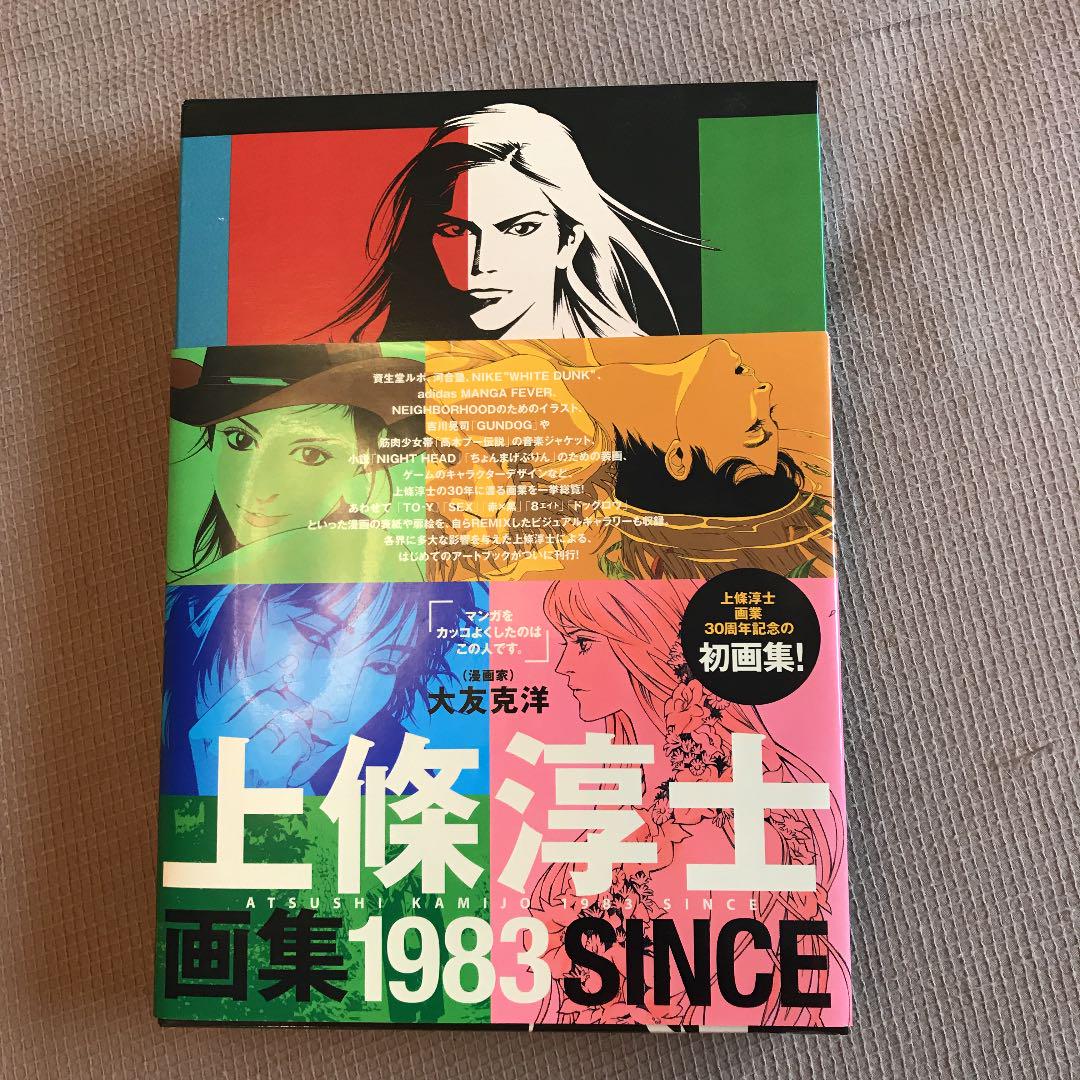 資生堂ルポ、河合塾、NIKE"WHITE DUNK"、
adidas MANGA FEVER、
NEIGHBORHOODのためのイラスト、
吉川晃司「GUNDOG」や
筋肉少女帯「高木ブー伝説」の音楽ジャケット、
小説「NIGHT HEAD」「ちょんまげぷりん」のための装画、
ゲームのキャラクターデザインなど、
上條淳士の30年に渡る画業を一挙総覧!
あわせて「TO-Y」「SEX」「赤×黒」「8エイト」「ドッグロウ」
といった漫画の表紙や扉絵を、自らREMIXしたビジュアルギャラリーも収録。
各界に多大な影響を与えた上條淳士による、
はじめてのアートブックがついに刊行!
上條淳士
画業
30周年記念の
初画集!
「マンガを
カッコよくしたのは
この人です。」
(漫画家)
大友克洋
上條淳士
ATSUSHI KAMIJO 1983 SINCE
画集1983 SINCE